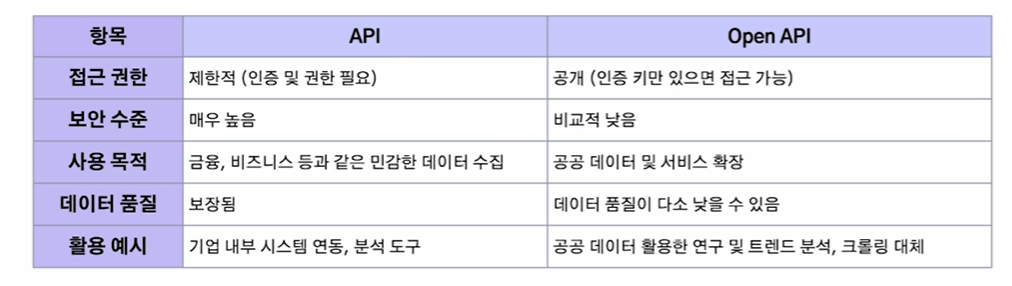 항목 API Open API
접근 권한 제한적 (인증 및 권한 필요) 공개 (인증 키만 있으면 접근 가능)
보안 수준 매우 높음 비교적 낮음
사용 목적 금융, 비즈니스 등과 같은 민감한 데이터 수집 공공 데이터 및 서비스 확장
데이터 품질 보장됨 데이터 품질이 다소 낮을 수 있음
활용 예시 기업 내부 시스템 연동, 분석 도구 공공 데이터 활용한 연구 및 트렌드 분석, 크롤링 대체